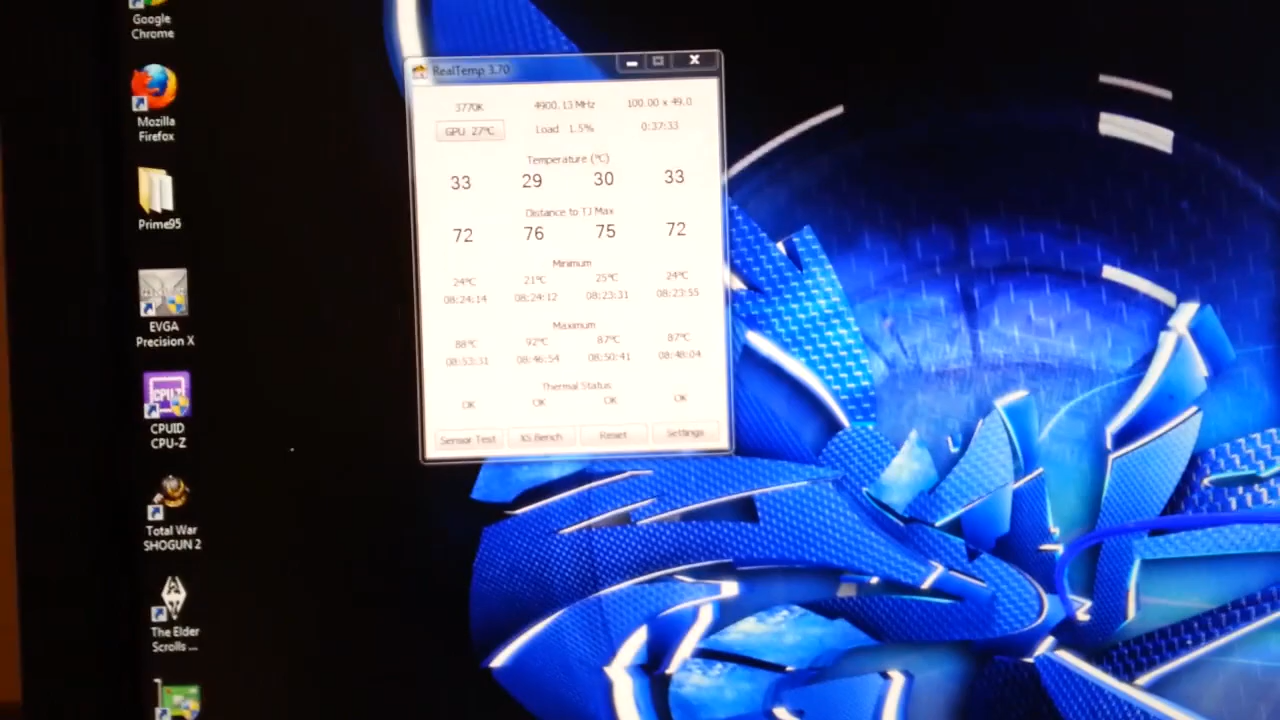 Google
Chrome
Mozilla
Firefox
Prime95
EVGA
Precision X
CPU-Z
CPUID
CPU-Z
Total War
SHOGUN 2
The Elder
Scrolls ...
RealTemp 3.70
3770K 4900.13 MHz 100.00 x 49.0
GPU 27°C Load 1.5% 0:37:33
Temperature (°C)
33 29 30 33
Distance to TJ Max
72 76 75 72
Minimum
24°C 21°C 25°C 24°C
08:24:14 08:24:12 08:23:31 08:23:55
Maximum
88°C 92°C 87°C 87°C
08:53:31 08:46:54 08:50:41 08:48:04
Thermal Status
OK OK OK OK
Sensor Test XS Bench Reset Settings